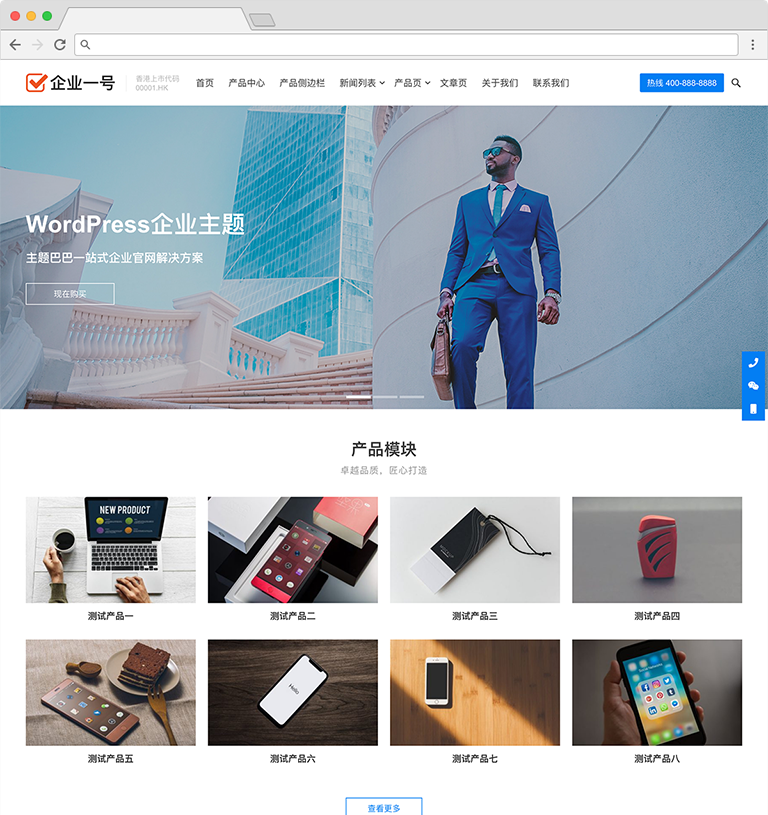 企业一号
香港上市代码
00001.HK
首页 产品中心 产品侧边栏 新闻列表 产品页 文章页 关于我们 联系我们
热线 400-888-8888
WordPress企业主题
主题巴巴一站式企业官网解决方案
现在购买
产品模块
卓越品质、匠心打造
NEW PRODUCT
测试产品一
测试产品二
测试产品三
测试产品四
Hello
测试产品五
测试产品六
测试产品七
测试产品八
查看更多